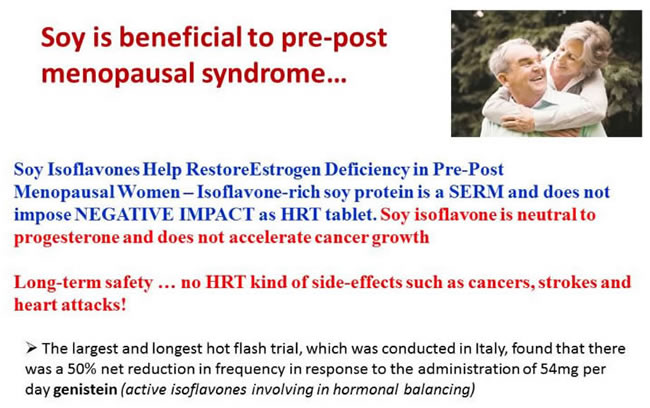 Soy is beneficial to pre-post
menopausal syndrome...
Soy Isoflavones Help RestoreEstrogen Deficiency in Pre-Post
Menopausal Women – Isoflavone-rich soy protein is a SERM and does not
impose NEGATIVE IMPACT as HRT tablet. Soy isoflavone is neutral to
progesterone and does not accelerate cancer growth
Long-term safety … no HRT kind of side-effects such as cancers, strokes and
heart attacks!
➢ The largest and longest hot flash trial, which was conducted in Italy, found that there
was a 50% net reduction in frequency in response to the administration of 54mg per
day genistein (active isoflavones involving in hormonal balancing)